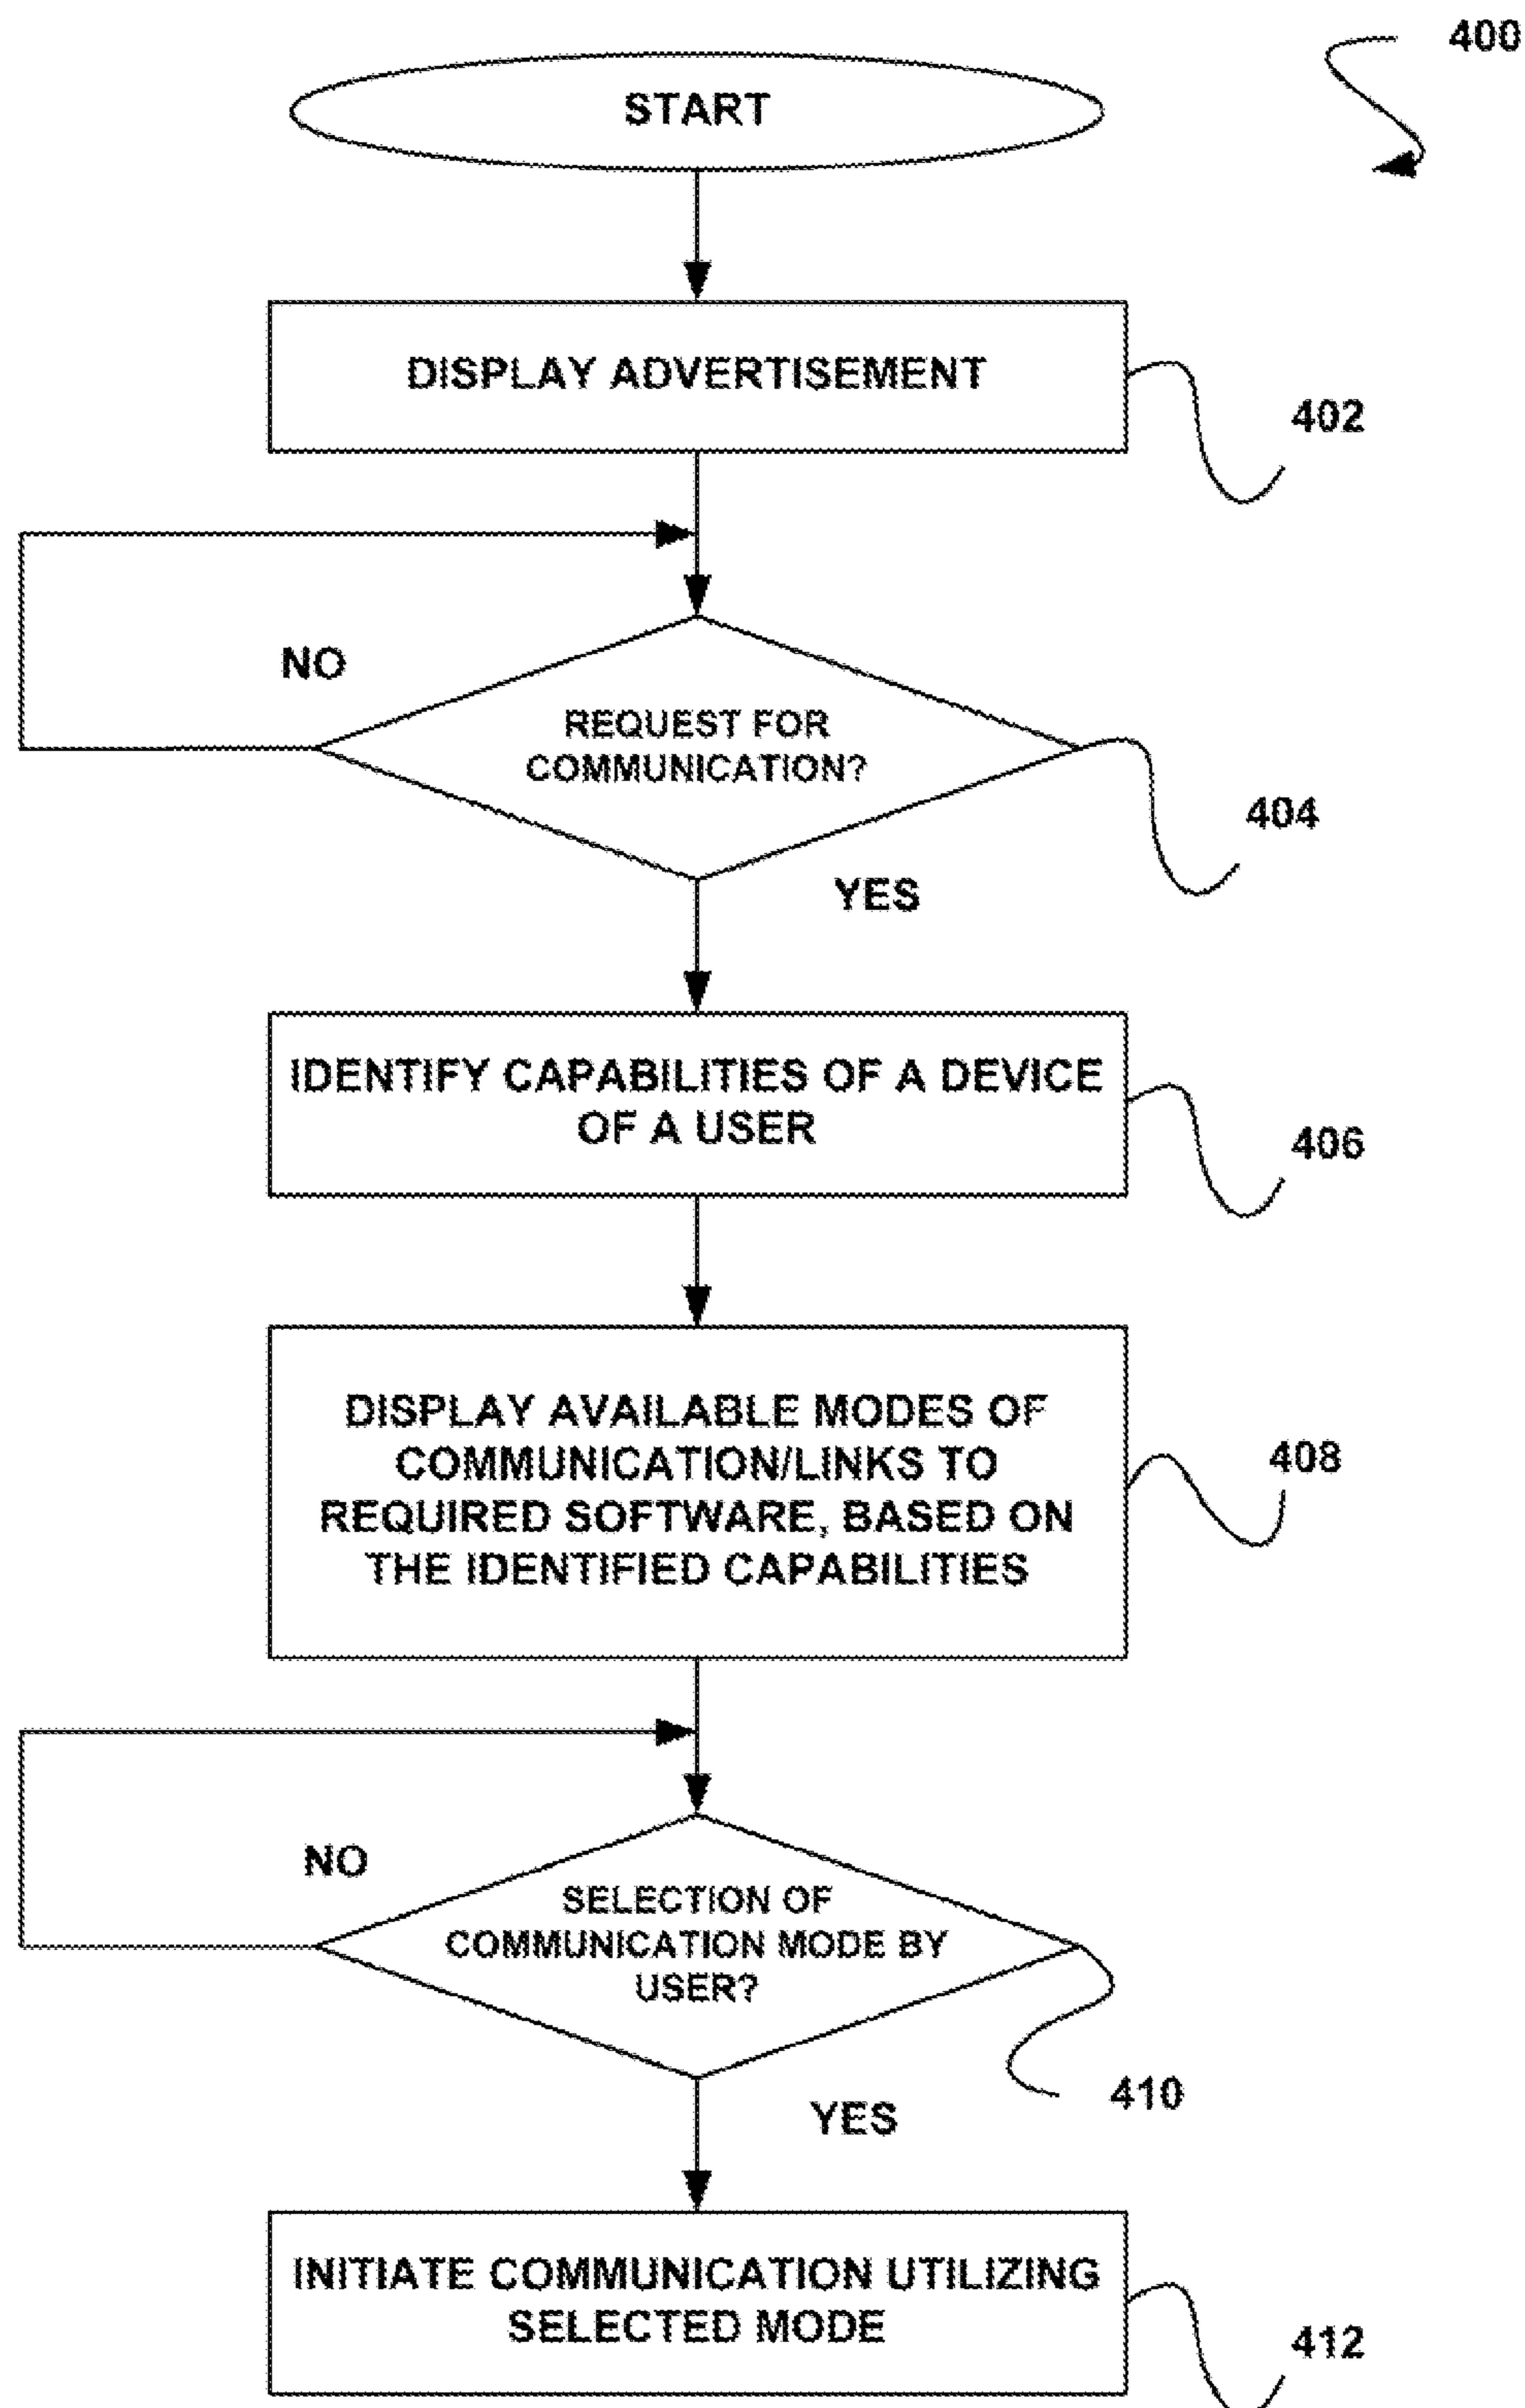 400
START
DISPLAY ADVERTISEMENT
402
NO
REQUEST FOR
COMMUNICATION?
404
YES
IDENTIFY CAPABILITIES OF A DEVICE
OF A USER
406
DISPLAY AVAILABLE MODES OF
COMMUNICATION/LINKS TO
REQUIRED SOFTWARE, BASED ON
THE IDENTIFIED CAPABILITIES
408
NO
SELECTION OF
COMMUNICATION MODE BY
USER?
410
YES
INITIATE COMMUNICATION UTILIZING
SELECTED MODE
412